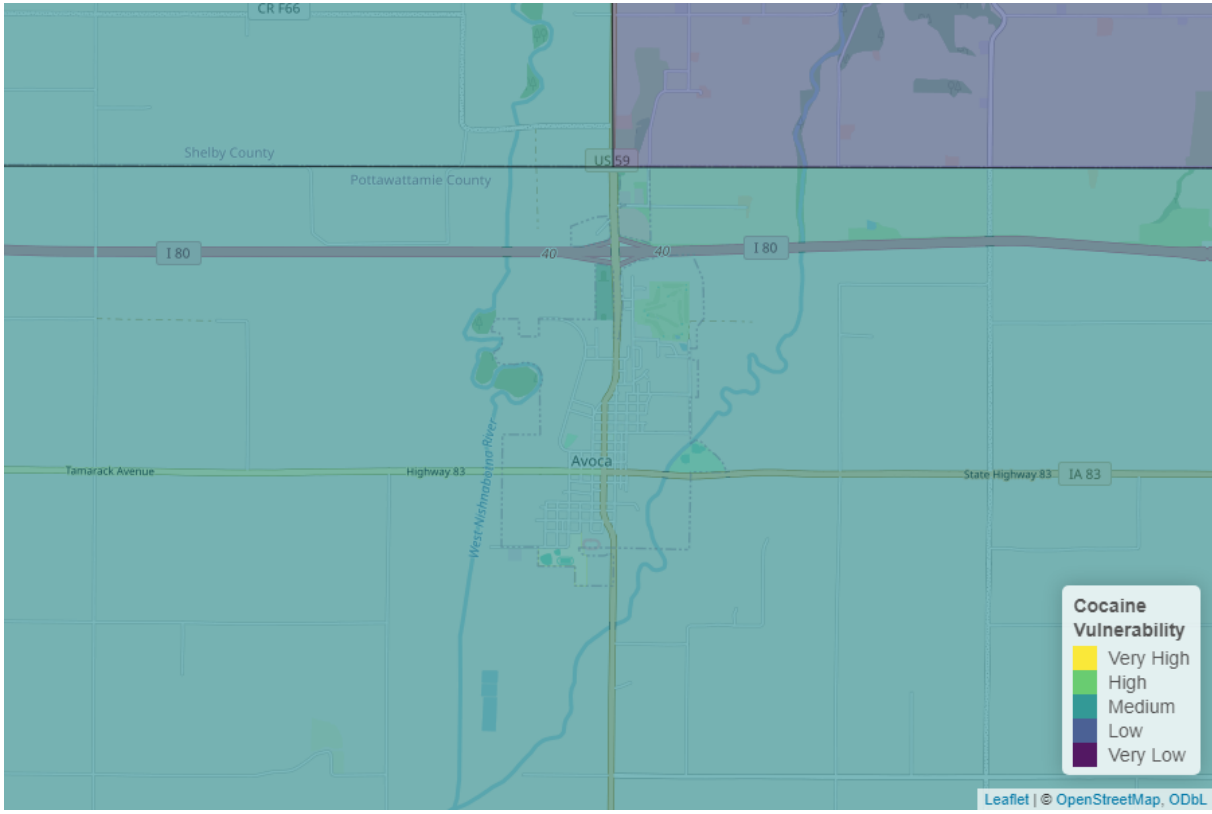 CR F66
Shelby County
US 59
Pottawattamie County
I 80
40
40
I 80
West Nishnabotna River
Avoca
Tamarack Avenue
Highway 83
State Highway 83
IA 83
Cocaine
Vulnerability
Very High
High
Medium
Low
Very Low
Leaflet | © OpenStreetMap, ODbL